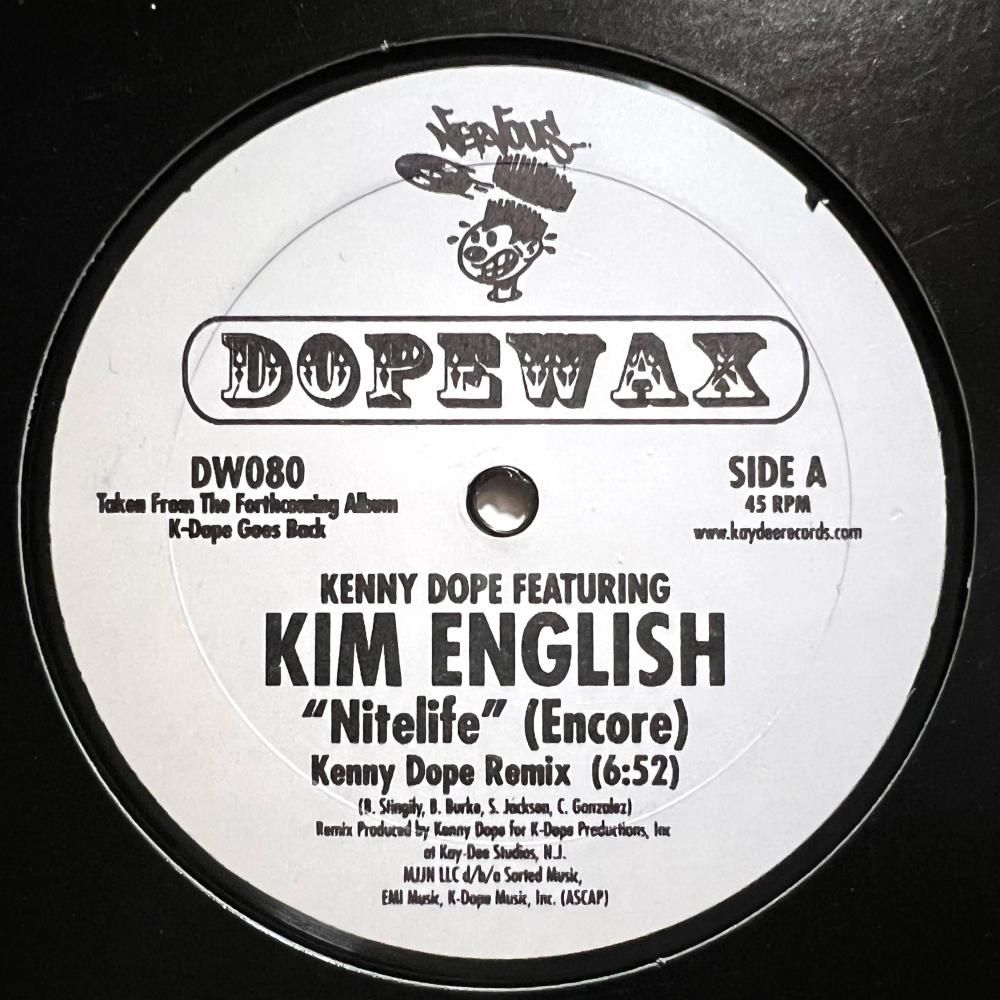 NERVOUS...
DOPEWAX
DW080
Taken From The Forthcoming Album
K-Dope Goes Back
SIDE A
45 RPM
www.kaydeerecords.com
KENNY DOPE FEATURING
KIM ENGLISH
"Nitelife" (Encore)
Kenny Dope Remix (6:52)
(B. Stingily, B. Burke, S. Jackson, C. Gonzalez)
Remix Produced by Kenny Dope for K-Dope Productions, Inc
at Kay-Dee Studios, N.J.
MJJN LLC d/b/a Sorted Music,
EMI Music, K-Dope Music, Inc. (ASCAP)